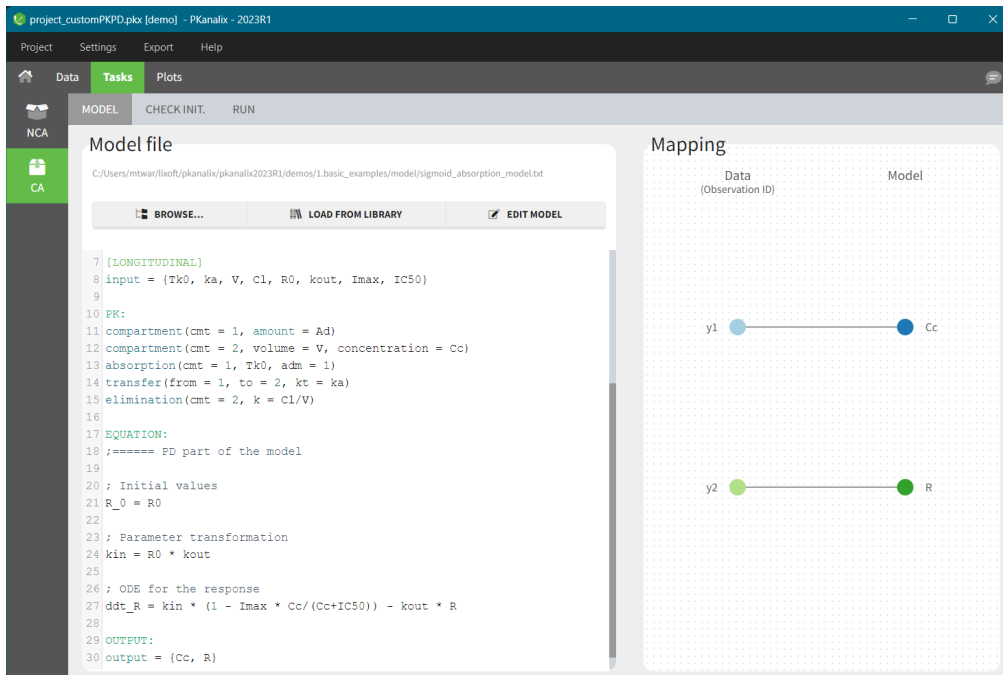 project_customPKPD.pkx [demo] - PKanalix - 2023R1
Project Settings Export Help
Data Tasks Plots
NCA
CA
MODEL CHECK INIT. RUN
Model file
C:/Users/mtwar/lixoft/pkanalix/pkanalix2023R1/demos/1.basic_examples/model/sigmoid_absorption_model.txt
BROWSE... LOAD FROM LIBRARY EDIT MODEL
7 [LONGITUDINAL]
8 input = {Tk0, ka, V, Cl, R0, kout, Imax, IC50}
9
10 PK:
11 compartment(cmt = 1, amount = Ad)
12 compartment(cmt = 2, volume = V, concentration = Cc)
13 absorption(cmt = 1, Tk0, adm = 1)
14 transfer(from = 1, to = 2, kt = ka)
15 elimination(cmt = 2, k = Cl/V)
16
17 EQUATION:
18 ;====== PD part of the model
19
20 ; Initial values
21 R_0 = R0
22
23 ; Parameter transformation
24 kin = R0 * kout
25
26 ; ODE for the response
27 ddt_R = kin * (1 - Imax * Cc/(Cc+IC50)) - kout * R
28
29 OUTPUT:
30 output = {Cc, R}
Mapping
Data Model
(Observation ID)
y1 Cc
y2 R